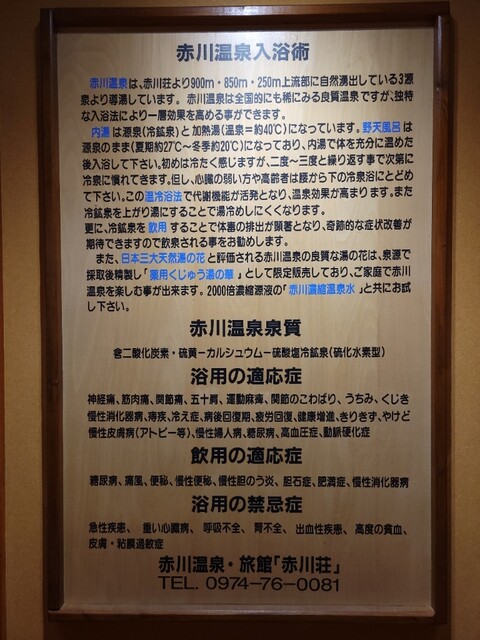 赤川温泉入浴術
赤川温泉は、赤川荘より900m・850m・250m上流部に自然湧出している3源
泉より導湯しています。 赤川温泉は全国的にも稀にみる良質温泉ですが、独特
な入浴法により一層効果を高める事ができます。
内湯は源泉(冷鉱泉)と加熱湯(温泉=約40℃)になっています。野天風呂は
源泉のまま(夏期約27℃～冬季約20℃)になっており、内湯で体を充分に温めた
後入浴して下さい。初めは冷たく感じますが、二度～三度と繰り返す事で次第に
冷泉に慣れてきます。但し、心臓の弱い方や高齢者は腰から下の冷泉浴にとどめ
て下さい。この温冷浴法で代謝機能が活発となり、温泉効果が高まります。また
冷鉱泉を上がり湯にすることで湯冷めしにくくなります。
更に、冷鉱泉を飲用することで体毒の排出が顕著となり、奇跡的な症状改善が
期待できますので飲泉される事をお勧めします。
また、日本三大天然湯の花と評価される赤川温泉の良質な湯の花は、泉源で
採取後精製し「薬用くじゅう湯の華」として限定販売しており、ご家庭で赤川
温泉を楽しむ事が出来ます。2000倍濃縮源液の「赤川濃縮温泉水」と共にお試
し下さい。
赤川温泉泉質
含二酸化炭素・硫黄－カルシュウム－硫酸塩冷鉱泉(硫化水素型)
浴用の適応症
神経痛、筋肉痛、関節痛、五十肩、運動麻痺、関節のこわばり、うちみ、くじき
慢性消化器病、痔疾、冷え症、病後回復期、疲労回復、健康増進、きりきず、やけど
慢性皮膚病(アトピー等)、慢性婦人病、糖尿病、高血圧症、動脈硬化症
飲用の適応症
糖尿病、痛風、便秘、慢性便秘、慢性胆のう炎、胆石症、肥満症、慢性消化器病
浴用の禁忌症
急性疾患、 重い心臓病、 呼吸不全、 腎不全、 出血性疾患、 高度の貧血、
皮膚・粘膜過敏症
赤川温泉・旅館「赤川荘」
TEL. 0974-76-0081